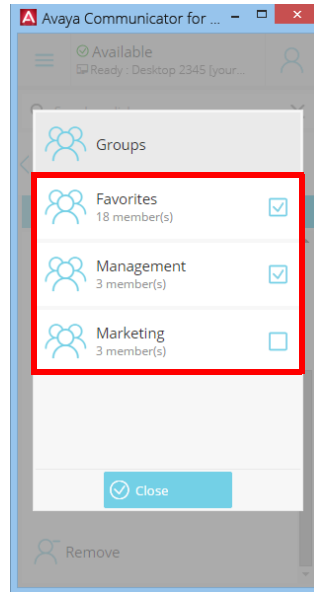 Avaya Communicator for ...
Available
Ready : Desktop 2345 [your...
Groups
Favorites
18 member(s)
Management
3 member(s)
Marketing
3 member(s)
Close
Remove